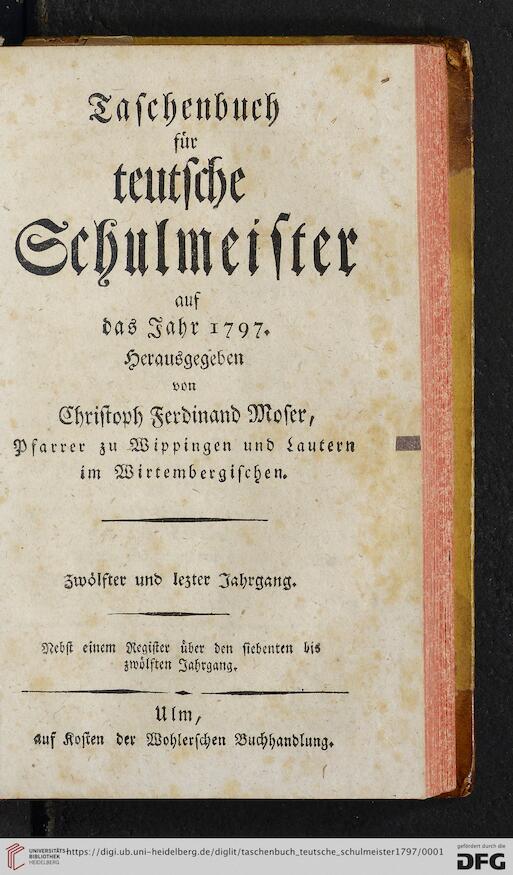 Taſchenbuch
für
teutſche
Schulmeiſter
auf
das Jahr 1797.
Herausgegeben
von
Chriſtoph Ferdinand Moſer,
Pfarrer zu Wippingen und Lautern
im Wirtembergiſchen.
Zwölfter und lezter Jahrgang.
Nebſt einem Regiſter über den ſiebenten bis
zwölften Jahrgang.
Ulm,
auf Koſten der Wohlerſchen Buchhandlung.
UNIVERSITÄTS-
BIBLIOTHEK
HEIDELBERG
https://digi.ub.uni-heidelberg.de/diglit/taschenbuch_teutsche_schulmeister1797/0001
gefördert durch die
DFG